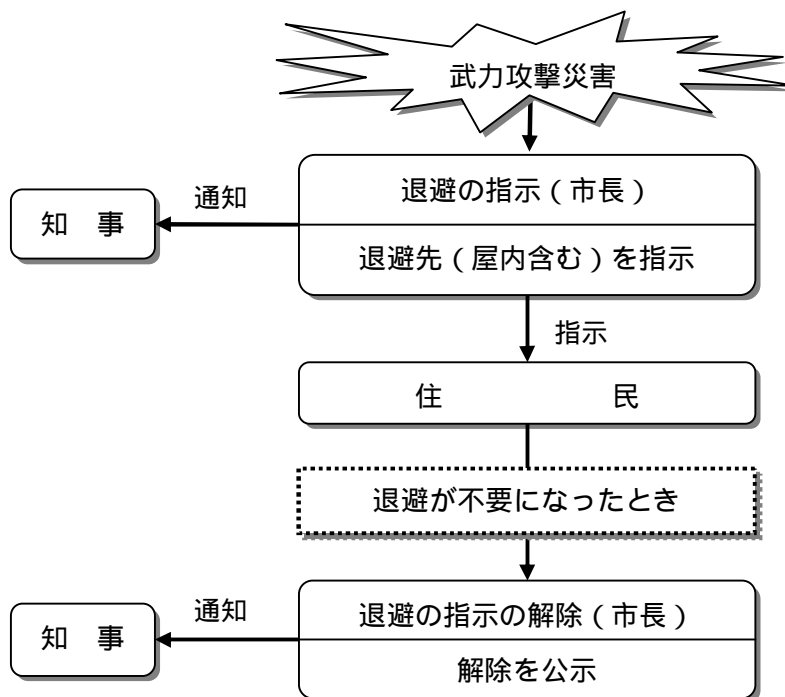 武力攻撃災害
退避の指示（市長）
通知
知　事
退避先（屋内含む）を指示
指示
住　　　　　民
退避が不要になったとき
退避の指示の解除（市長）
通知
知　事
解除を公示